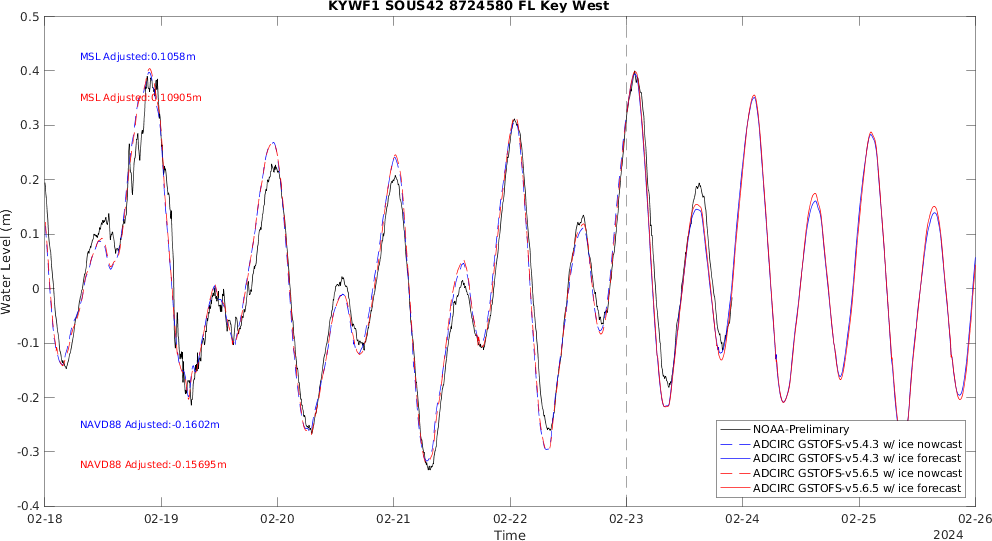 KYWF1 SOUS42 8724580 FL Key West
0.5
0.4
0.3
0.2
0.1
0
-0.1
-0.2
-0.3
-0.4
Water Level (m)
MSL Adjusted:0.1058m
MSL Adjusted:0.10905m
NAVD88 Adjusted:-0.1602m
NAVD88 Adjusted:-0.15695m
NOAA-Preliminary
ADCIRC GSTOFS-v5.4.3 w/ ice nowcast
ADCIRC GSTOFS-v5.4.3 w/ ice forecast
ADCIRC GSTOFS-v5.6.5 w/ ice nowcast
ADCIRC GSTOFS-v5.6.5 w/ ice forecast
02-18 02-19 02-20 02-21 02-22 02-23 02-24 02-25 02-26
Time
2024